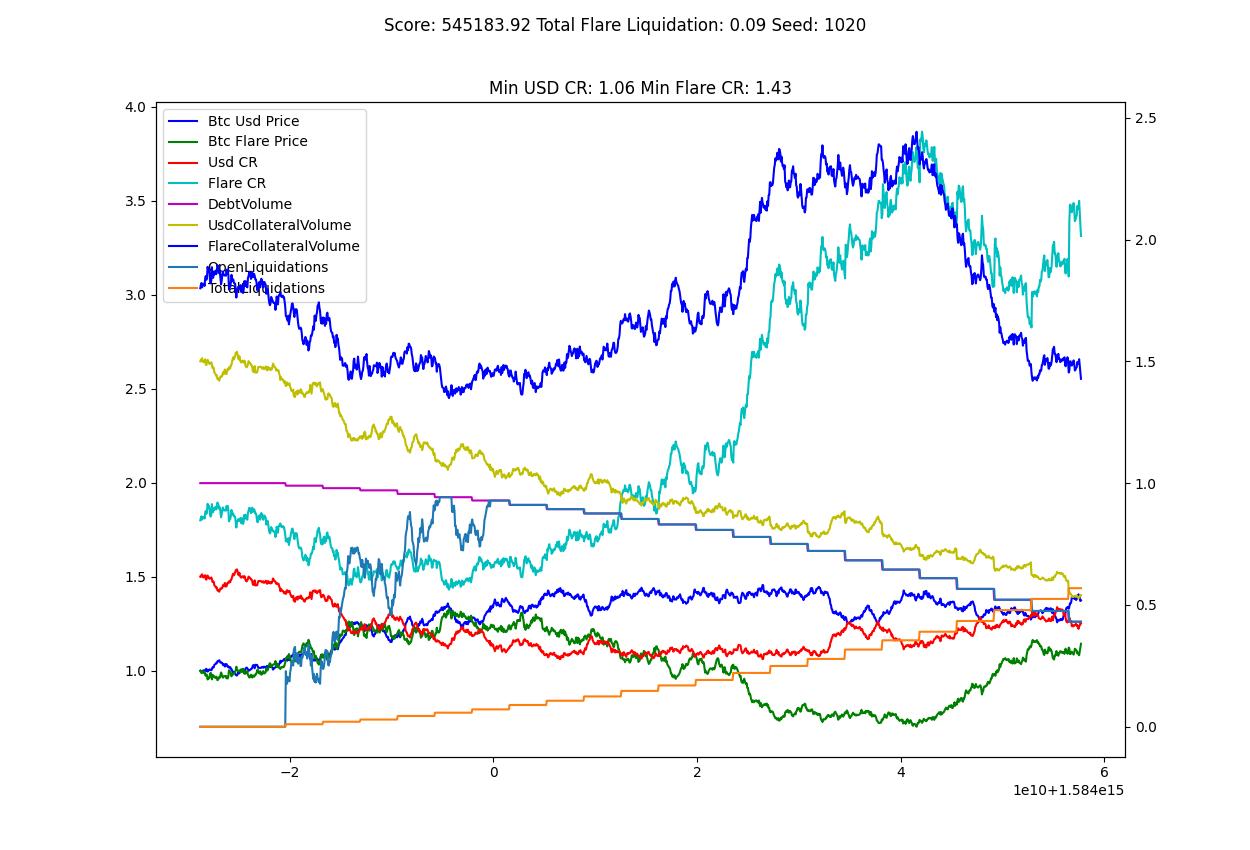 Score: 545183.92 Total Flare Liquidation: 0.09 Seed: 1020
Min USD CR: 1.06 Min Flare CR: 1.43
Btc Usd Price
Btc Flare Price
Usd CR
Flare CR
DebtVolume
UsdCollateralVolume
FlareCollateralVolume
OpenLiquidations
TotalLiquidations
4.0
3.5
3.0
2.5
2.0
1.5
1.0
2.5
2.0
1.5
1.0
0.5
0.0
−2 0 2 4 6
1e10+1.584e15